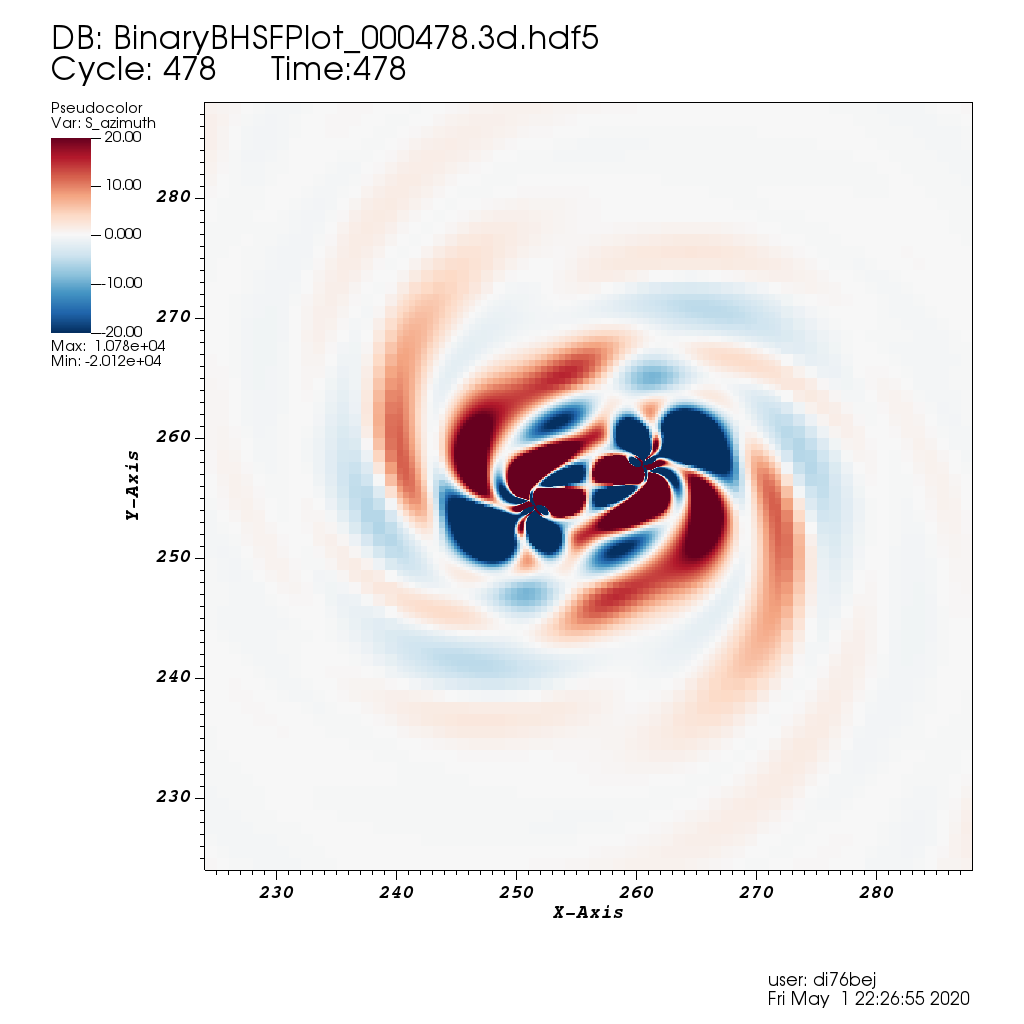 DB: BinaryBHSFPlot_000478.3d.hdf5
Cycle: 478 Time:478
Pseudocolor
Var: S_azimuth
20.00
10.00
0.000
-10.00
-20.00
Max: 1.078e+04
Min: -2.012e+04
280
270
260
250
240
230
Y-Axis
230 240 250 260 270 280
X-Axis
user: di76bej
Fri May 1 22:26:55 2020